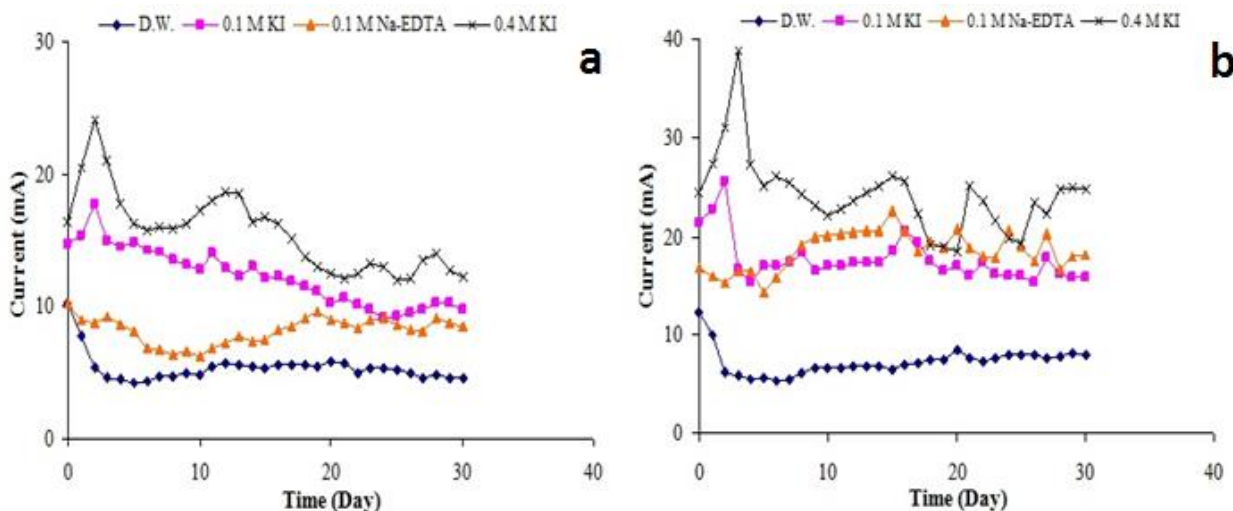 D.W. 0.1 M KI 0.1 M Na-EDTA 0.4 M KI
a
30
20
10
0
Current (mA)
0 10 20 30 40
Time (Day)
D.W. 0.1 M KI 0.1M Na-EDTA 0.4 M KI
b
40
30
20
10
0
Current (mA)
0 10 20 30 40
Time (Day)